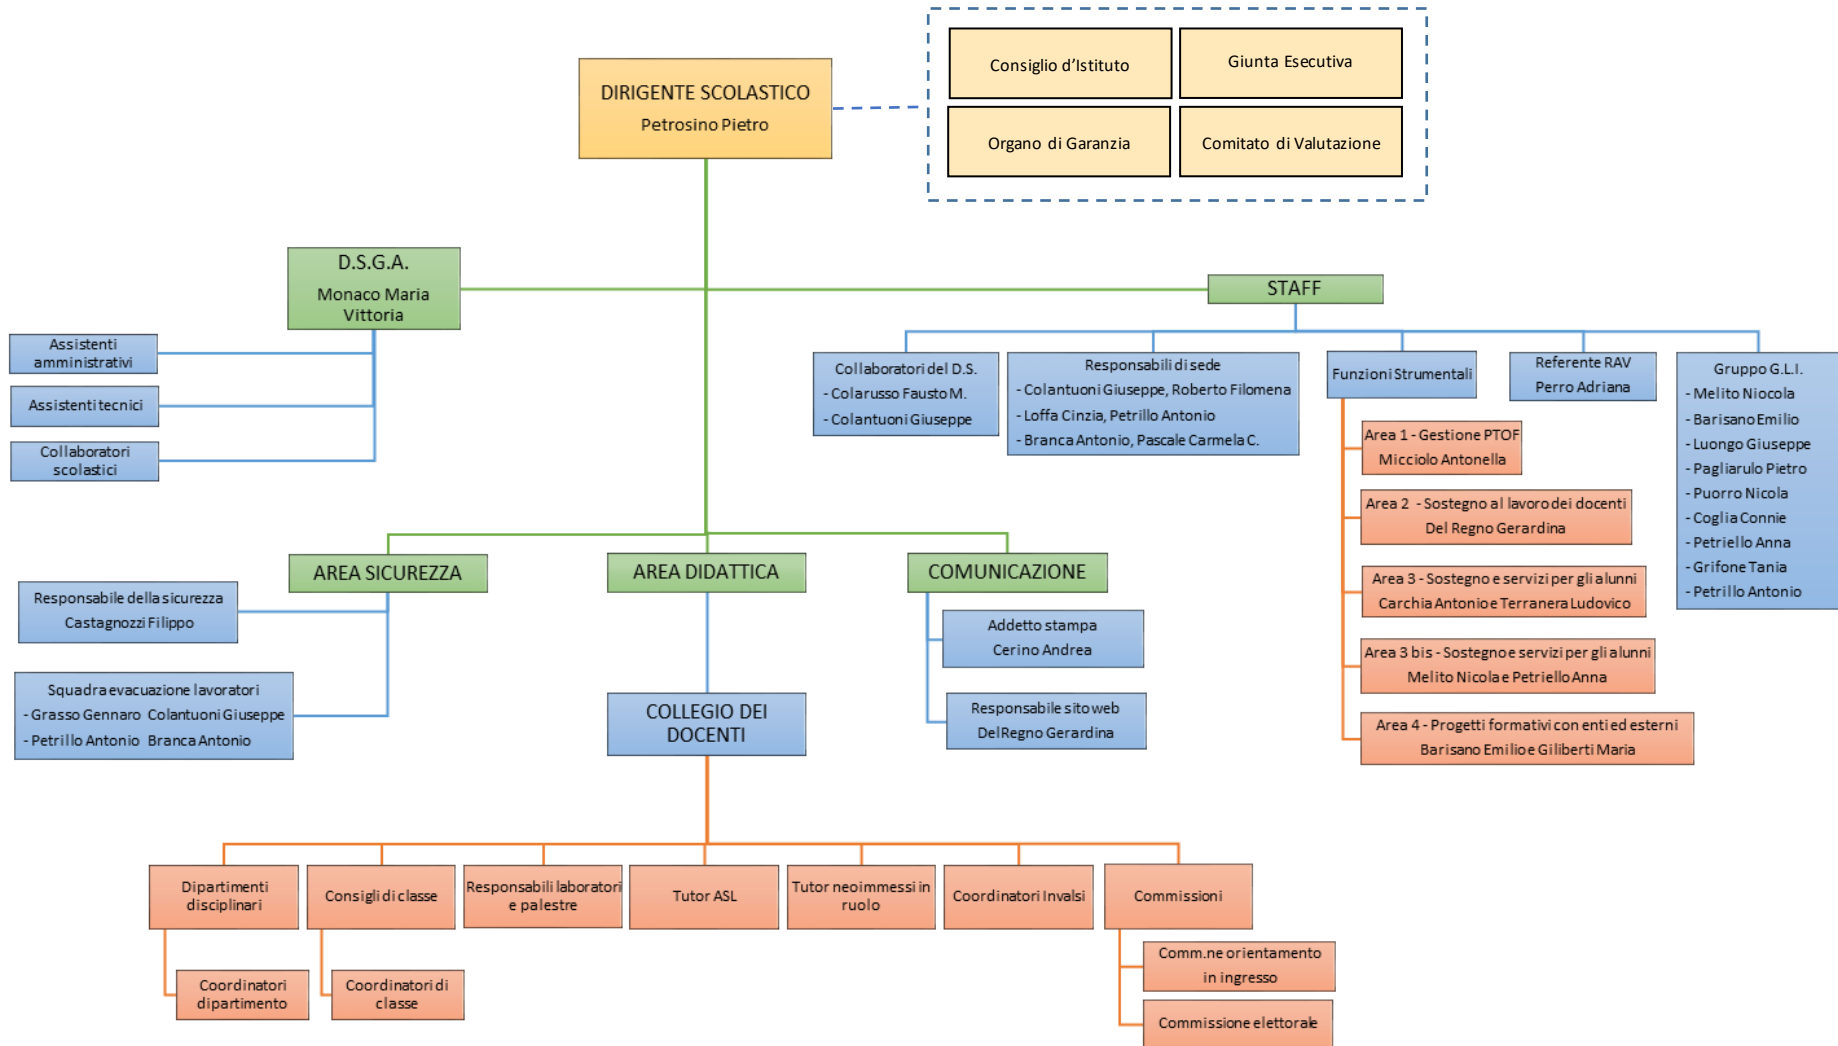 Consiglio d'Istituto
Giunta Esecutiva
Organo di Garanzia
Comitato di Valutazione
DIRIGENTE SCOLASTICO
Petrosino Pietro
D.S.G.A.
Monaco Maria
Vittoria
Assistenti
amministrativi
Assistenti tecnici
Collaboratori
scolastici
STAFF
Collaboratori del D.S.
- Colarusso Fausto M.
- Colantuoni Giuseppe
Responsabili di sede
- Colantuoni Giuseppe, Roberto Filomena
- Loffa Cinzia, Petrillo Antonio
- Branca Antonio, Pascale Carmela C.
Funzioni Strumentali
Area 1 - Gestione PTOF
Micciolo Antonella
Area 2 - Sostegno al lavoro dei docenti
Del Regno Gerardina
Area 3 - Sostegno e servizi per gli alunni
Carchia Antonio e Terranera Ludovico
Area 3 bis - Sostegno e servizi per gli alunni
Melito Nicola e Petriello Anna
Area 4 - Progetti formativi con enti ed esterni
Barisano Emilio e Giliberti Maria
Referente RAV
Perro Adriana
Gruppo G.L.I.
- Melito Niocola
- Barisano Emilio
- Luongo Giuseppe
- Pagliarulo Pietro
- Puorro Nicola
- Coglia Connie
- Petriello Anna
- Grifone Tania
- Petrillo Antonio
AREA SICUREZZA
Responsabile della sicurezza
Castagnozzi Filippo
Squadra evacuazione lavoratori
- Grasso Gennaro Colantuoni Giuseppe
- Petrillo Antonio Branca Antonio
AREA DIDATTICA
COLLEGIO DEI
DOCENTI
COMUNICAZIONE
Addetto stampa
Cerino Andrea
Responsabile sito web
Del Regno Gerardina
Dipartimenti
disciplinari
Coordinatori
dipartimento
Consigli di classe
Coordinatori di
classe
Responsabili laboratori
e palestre
Tutor ASL
Tutor neoimmessi in
ruolo
Coordinatori Invalsi
Commissioni
Comm.ne orientamento
in ingresso
Commissione elettorale